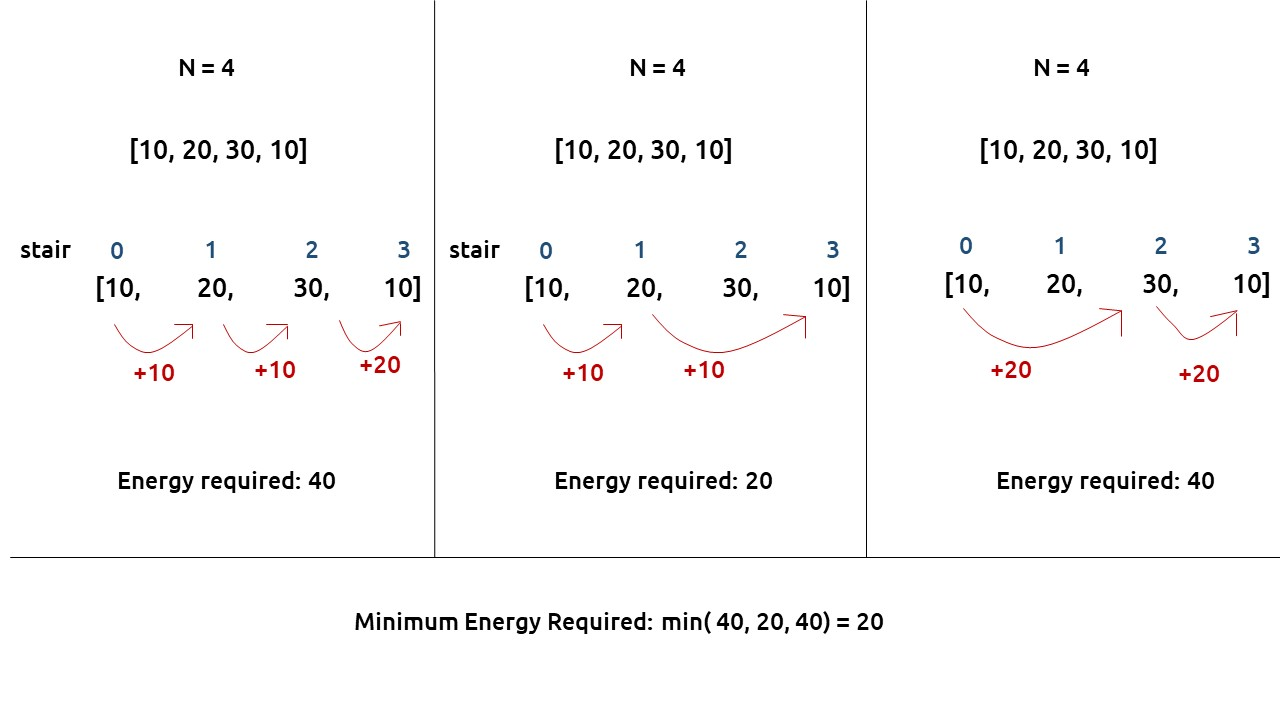 N = 4
[10, 20, 30, 10]
stair 0 1 2 3
[10, 20, 30, 10]
+10 +10 +20
Energy required: 40
N = 4
[10, 20, 30, 10]
stair 0 1 2 3
[10, 20, 30, 10]
+10 +10
Energy required: 20
N = 4
[10, 20, 30, 10]
0 1 2 3
[10, 20, 30, 10]
+20 +20
Energy required: 40
Minimum Energy Required: min( 40, 20, 40) = 20